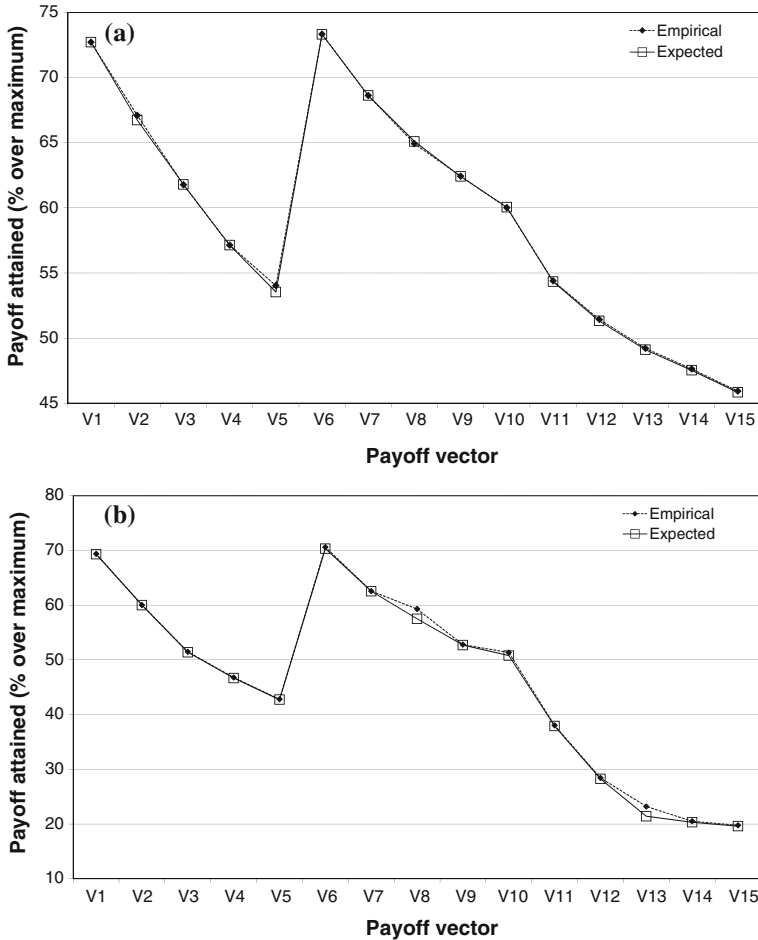 (a)
Empirical
Expected
Payoff attained (% over maximum)
75
70
65
60
55
50
45
V1 V2 V3 V4 V5 V6 V7 V8 V9 V10 V11 V12 V13 V14 V15
Payoff vector
(b)
Empirical
Expected
Payoff attained (% over maximum)
80
70
60
50
40
30
20
10
V1 V2 V3 V4 V5 V6 V7 V8 V9 V10 V11 V12 V13 V14 V15
Payoff vector